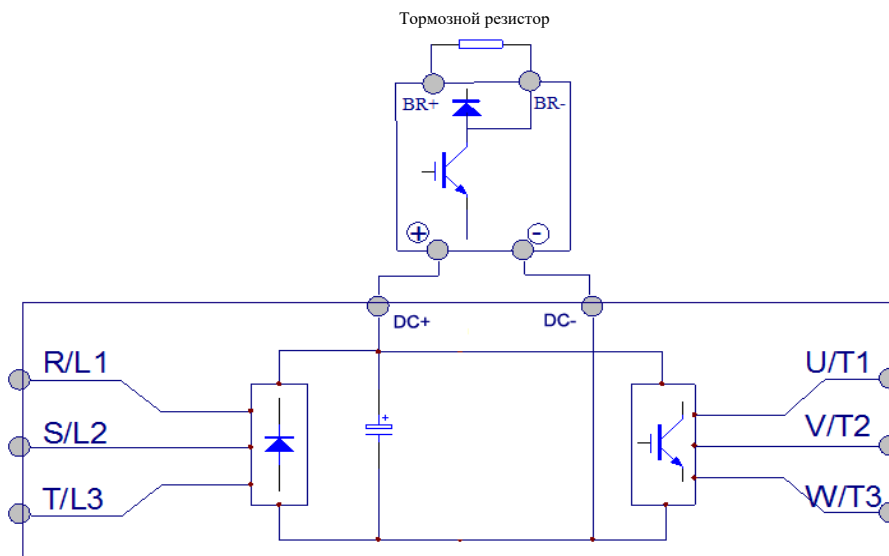 Тормозной резистор
BR+
BR-
+
-
DC+
DC-
R/L1
U/T1
+
S/L2
V/T2
T/L3
W/T3